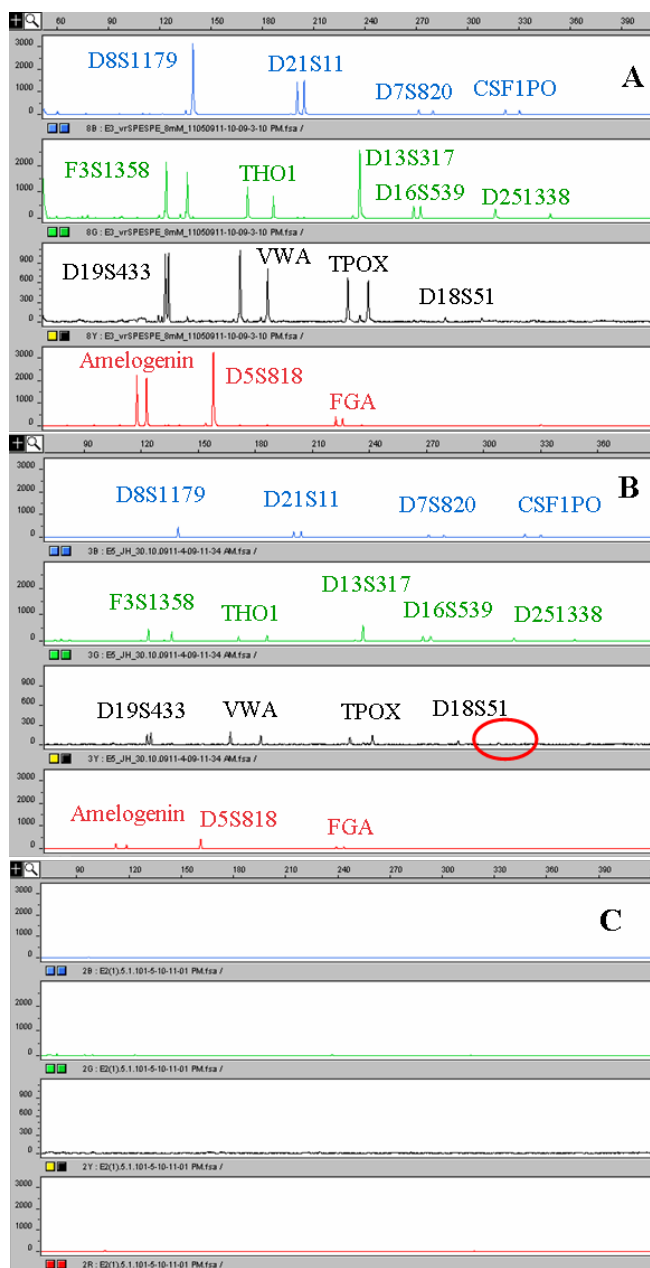 60 90 120 150 180 210 240 270 300 330 360 390
3000
2000
1000
0
D8S1179
D21S11
D7S820
CSF1PO
A
8B : E3_vrSPESPE_8mM_11050911-10-09-3-10 PM.fsa /
2000
1000
0
F3S1358
THO1
D13S317
D16S539
D251338
8G : E3_vrSPESPE_8mM_11050911-10-09-3-10 PM.fsa /
900
600
300
0
D19S433
VWA
TPOX
D18S51
8Y : E3_vrSPESPE_8mM_11050911-10-09-3-10 PM.fsa /
3000
2000
1000
0
Amelogenin
D5S818
FGA
90 120 150 180 210 240 270 300 330 360
3000
2000
1000
0
D8S1179
D21S11
D7S820
CSF1PO
B
3B : E5_JH_30.10.0911-4-09-11-34 AM.fsa /
2000
1000
0
F3S1358
THO1
D13S317
D16S539
D251338
3G : E5_JH_30.10.0911-4-09-11-34 AM.fsa /
900
600
300
0
D19S433
VWA
TPOX
D18S51
3Y : E5_JH_30.10.0911-4-09-11-34 AM.fsa /
3000
2000
1000
0
Amelogenin
D5S818
FGA
90 120 150 180 210 240 270 300 330 360 390
3000
2000
1000
0
C
2B : E2(1).5.1.101-5-10-11-01 PM.fsa /
2000
1000
0
2G : E2(1).5.1.101-5-10-11-01 PM.fsa /
900
600
300
0
2Y : E2(1).5.1.101-5-10-11-01 PM.fsa /
3000
2000
1000
0
2R : E2(1).5.1.101-5-10-11-01 PM.fsa /